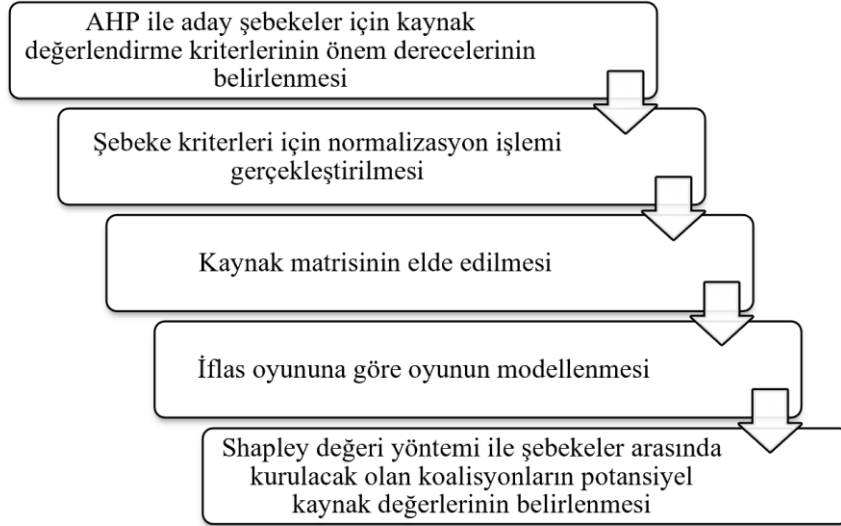 AHP ile aday şebekeler için kaynak
değerlendirme kriterlerinin önem derecelerinin
belirlenmesi
Şebeke kriterleri için normalizasyon işlemi
gerçekleştirilmesi
Kaynak matrisinin elde edilmesi
İflas oyununa göre oyunun modellenmesi
Shapley değeri yöntemi ile şebekeler arasında
kurulacak olan koalisyonların potansiyel
kaynak değerlerinin belirlenmesi